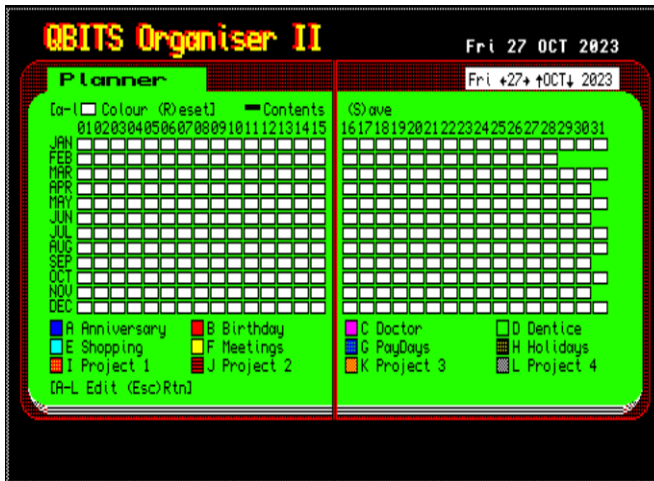 QBITS Organiser II
Fri 27 OCT 2023
Planner
Fri ←27→ ↑OCT↓ 2023
[a-l Colour (R)eset] Contents (S)ave
01020304050607080910111213141516171819202122232425262728293031
JAN
FEB
MAR
APR
MAY
JUN
JUL
AUG
SEP
OCT
NOV
DEC
A Anniversary B Birthday C Doctor D Dentice
E Shopping F Meetings G PayDays H Holidays
I Project 1 J Project 2 K Project 3 L Project 4
[A-L Edit (Esc)Rtn]